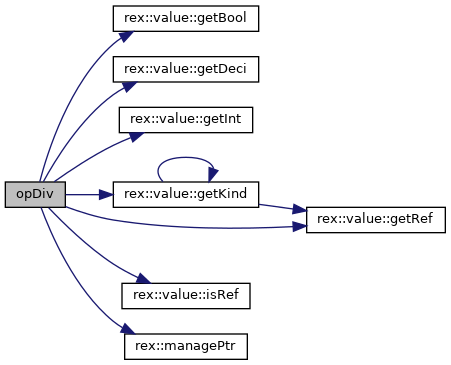 rex::value::getBool
rex::value::getDeci
rex::value::getInt
opDiv
rex::value::getKind
rex::value::getRef
rex::value::isRef
rex::managePtr